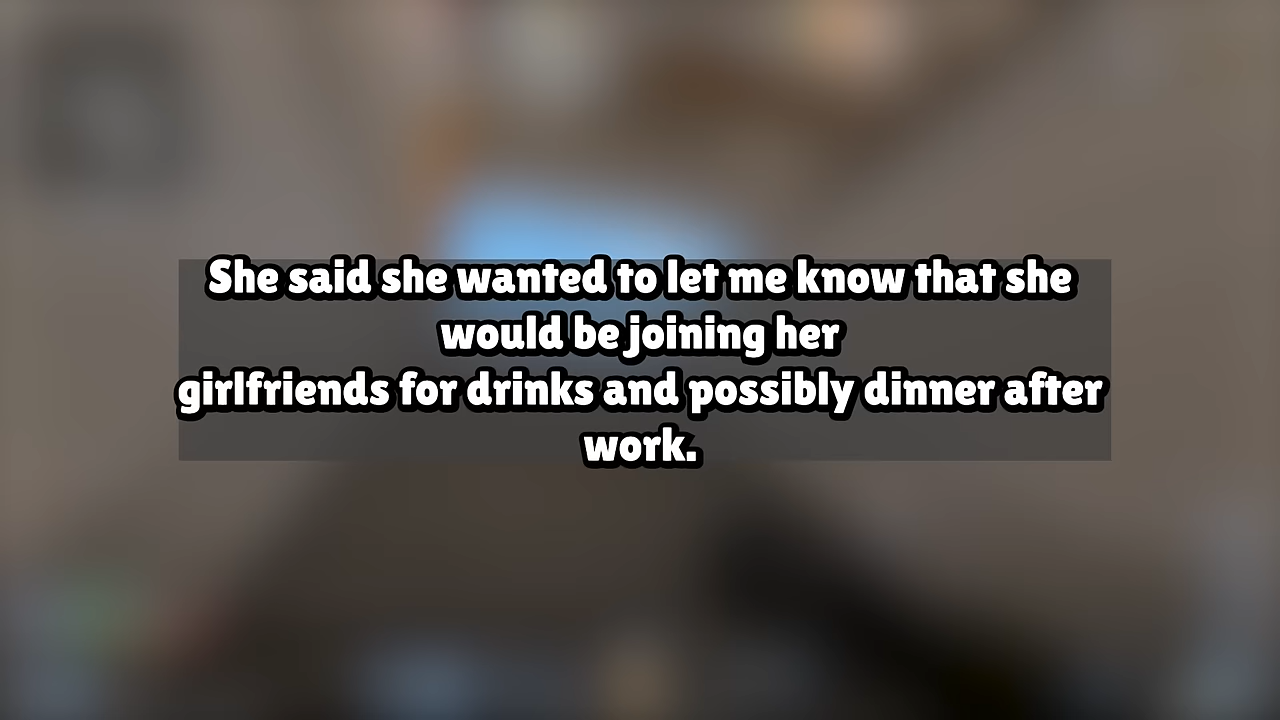 She said she wanted to let me know that she
would be joining her
girlfriends for drinks and possibly dinner after
work.